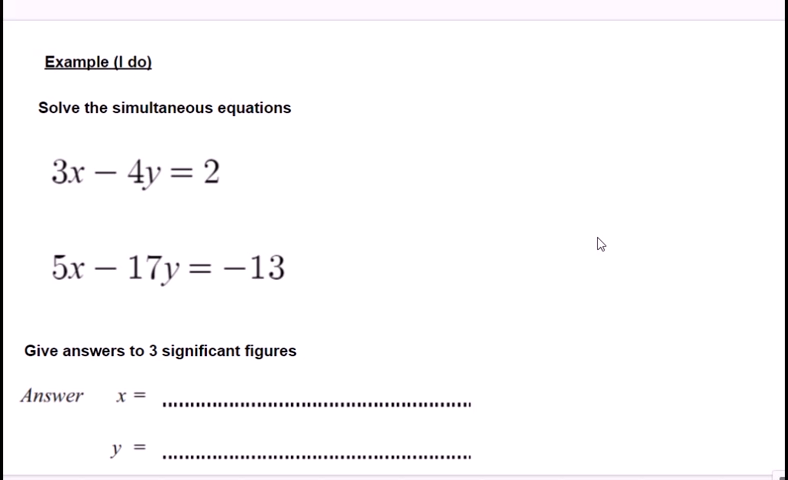 Example (I do)
Solve the simultaneous equations
3x − 4y = 2
5x − 17y = −13
Give answers to 3 significant figures
Answer x = ........................................................
y = ........................................................